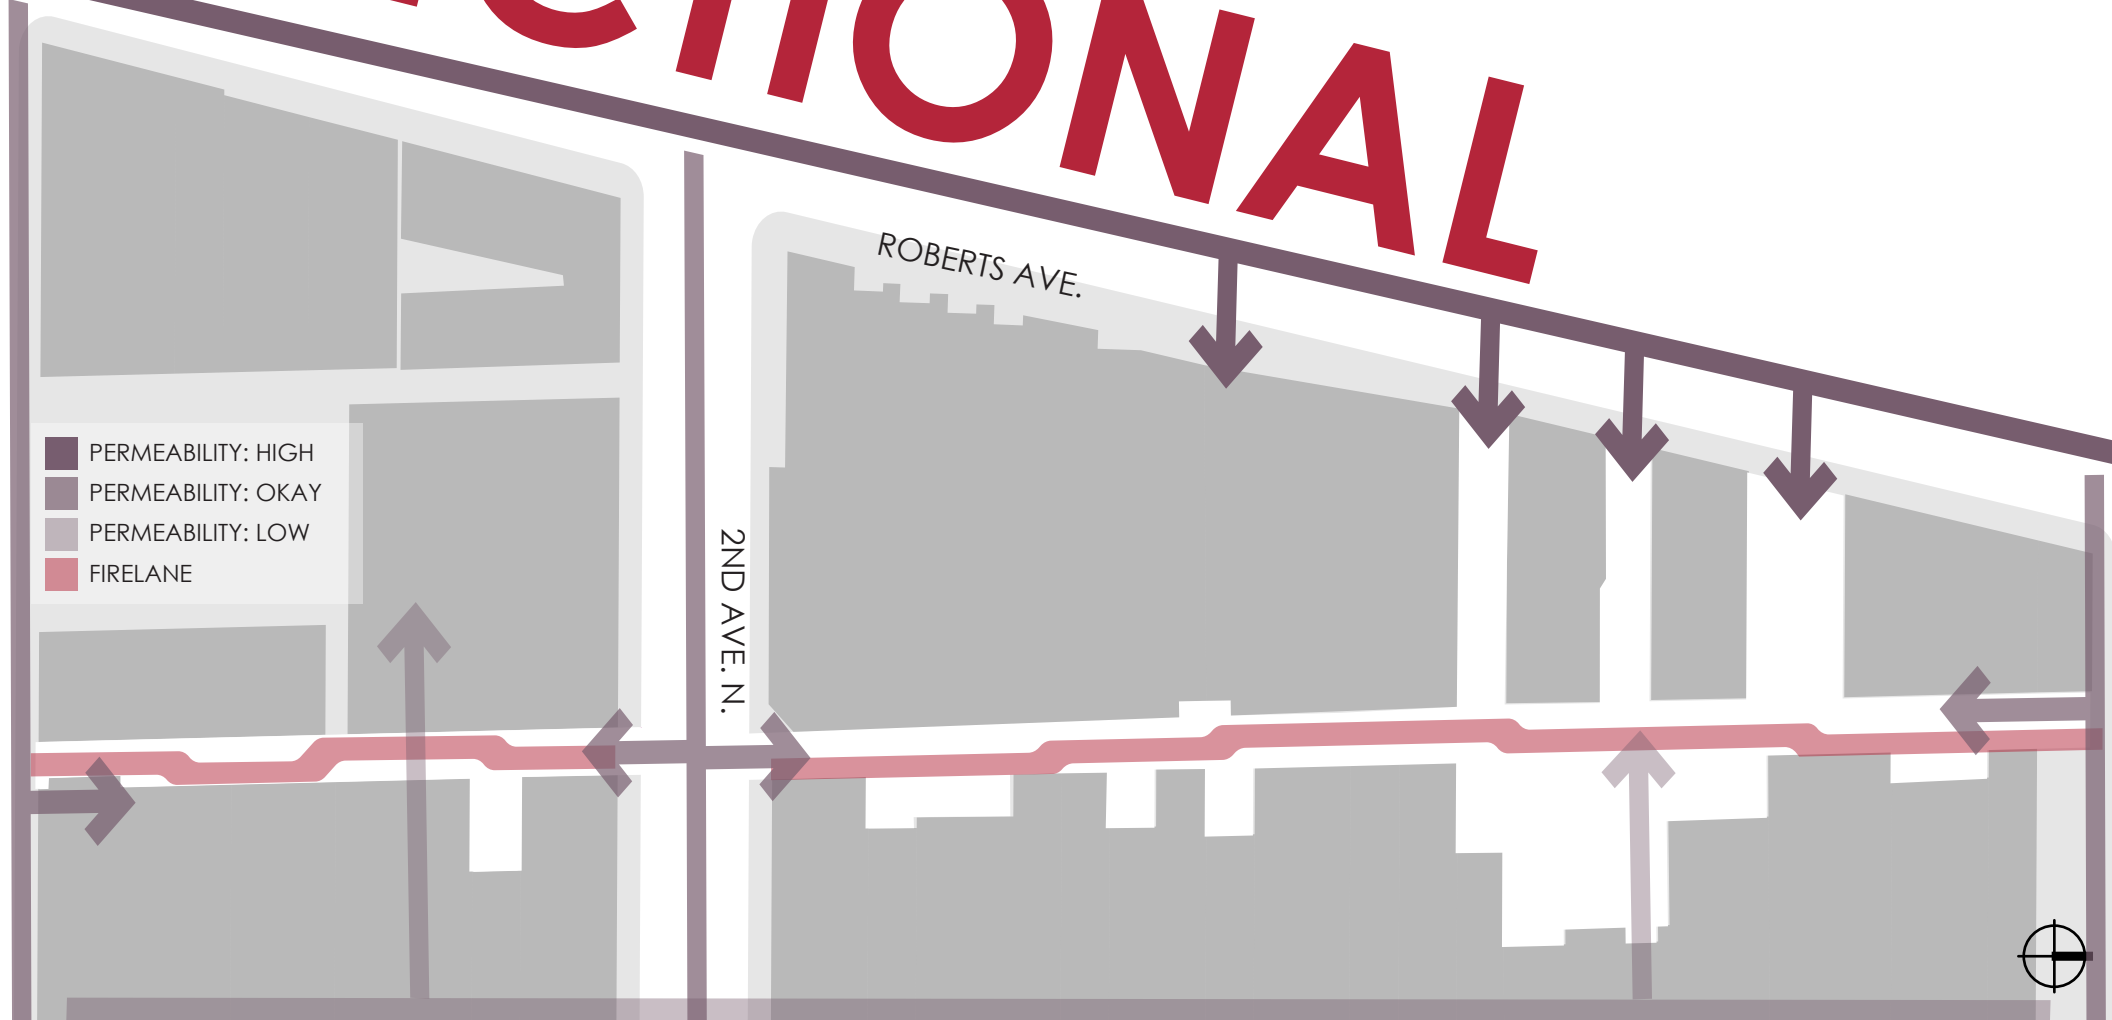 CTIONAL
ROBERTS AVE.
PERMEABILITY: HIGH
PERMEABILITY: OKAY
PERMEABILITY: LOW
FIRELANE
2ND AVE. N.